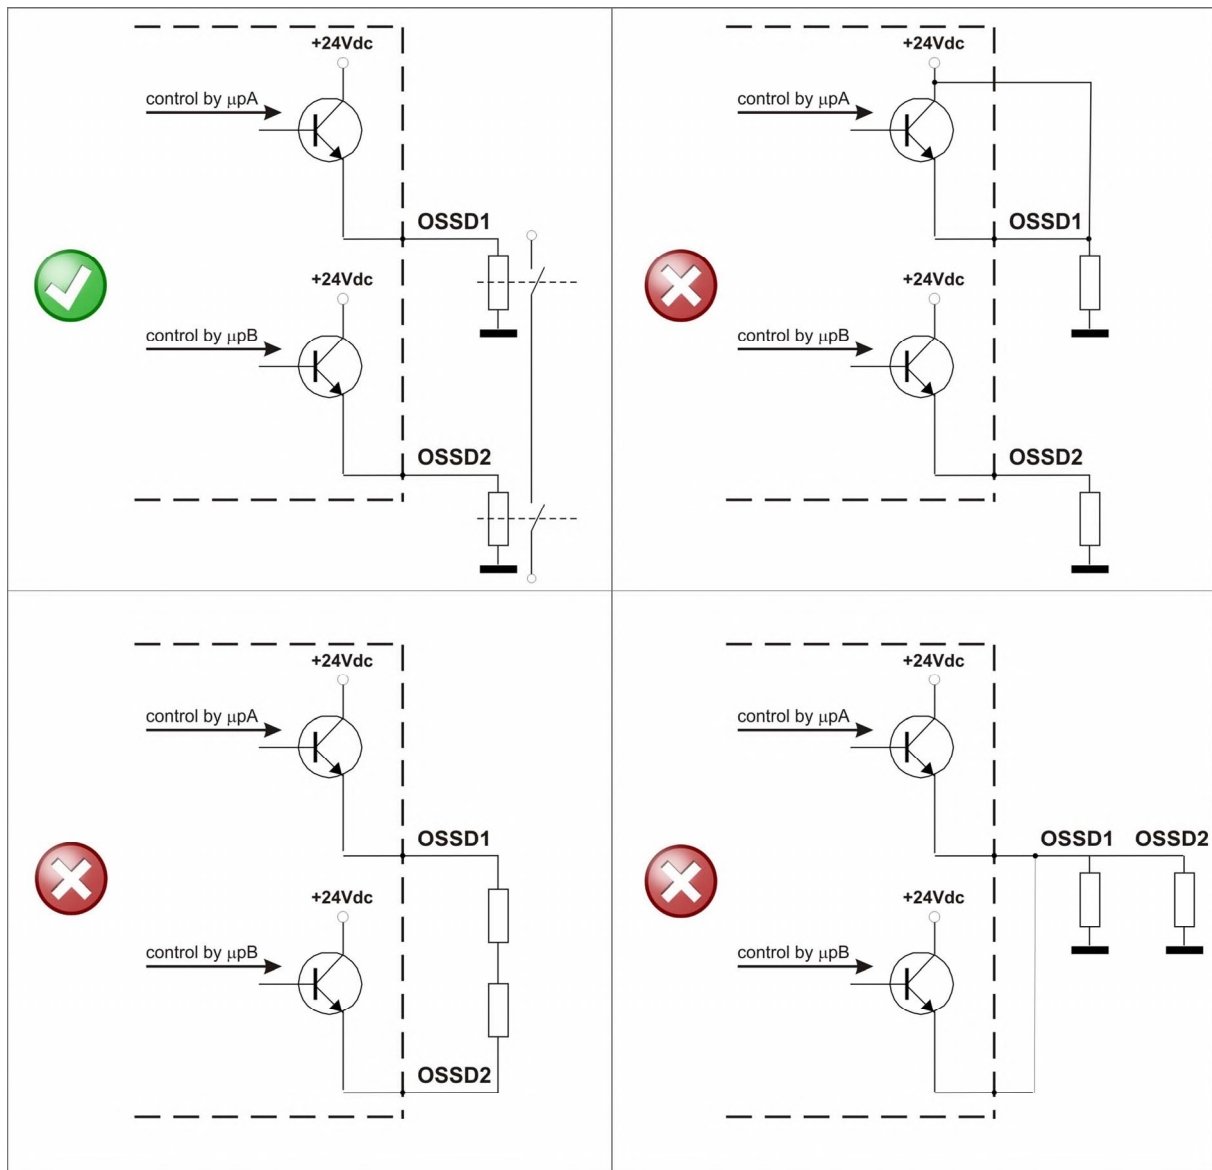 +24Vdc
control by µpA
OSSD1
+24Vdc
control by µpB
OSSD2
+24Vdc
control by µpA
OSSD1
+24Vdc
control by µpB
OSSD2
+24Vdc
control by µpA
OSSD1
+24Vdc
control by µpB
OSSD2
+24Vdc
control by µpA
OSSD1 OSSD2
+24Vdc
control by µpB